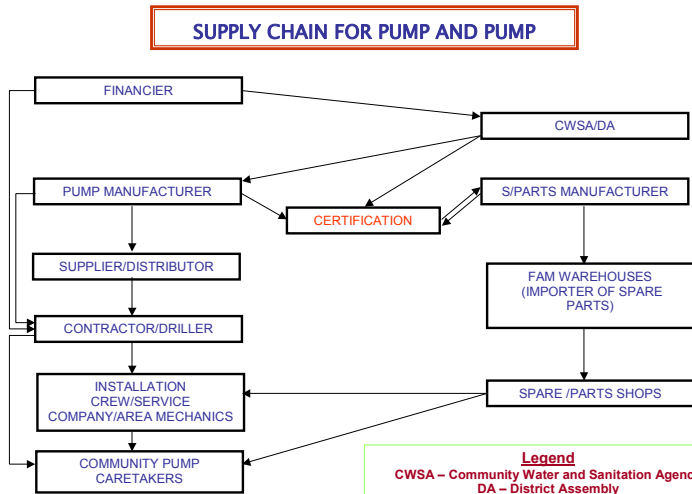 SUPPLY CHAIN FOR PUMP AND PUMP
FINANCIER
CWSA/DA
PUMP MANUFACTURER
S/PARTS MANUFACTURER
CERTIFICATION
SUPPLIER/DISTRIBUTOR
FAM WAREHOUSES
(IMPORTER OF SPARE
PARTS)
CONTRACTOR/DRILLER
INSTALLATION
CREW/SERVICE
COMPANY/AREA MECHANICS
SPARE /PARTS SHOPS
COMMUNITY PUMP
CARETAKERS
Legend
CWSA – Community Water and Sanitation Agenc
DA – District Assembly